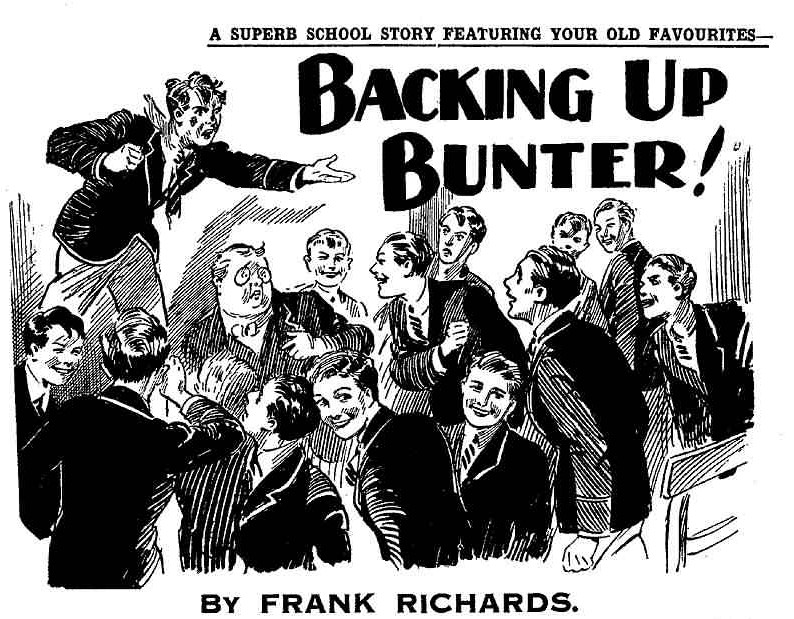 A SUPERB SCHOOL STORY FEATURING YOUR OLD FAVOURITES—
BACKING UP
BUNTER!
BY FRANK RICHARDS.